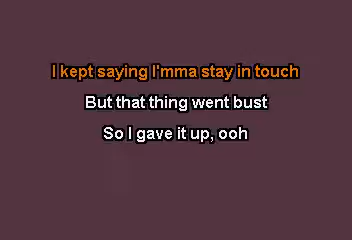 I kept saying I'mma stay in touch
But that thing went bust
So I gave it up, ooh